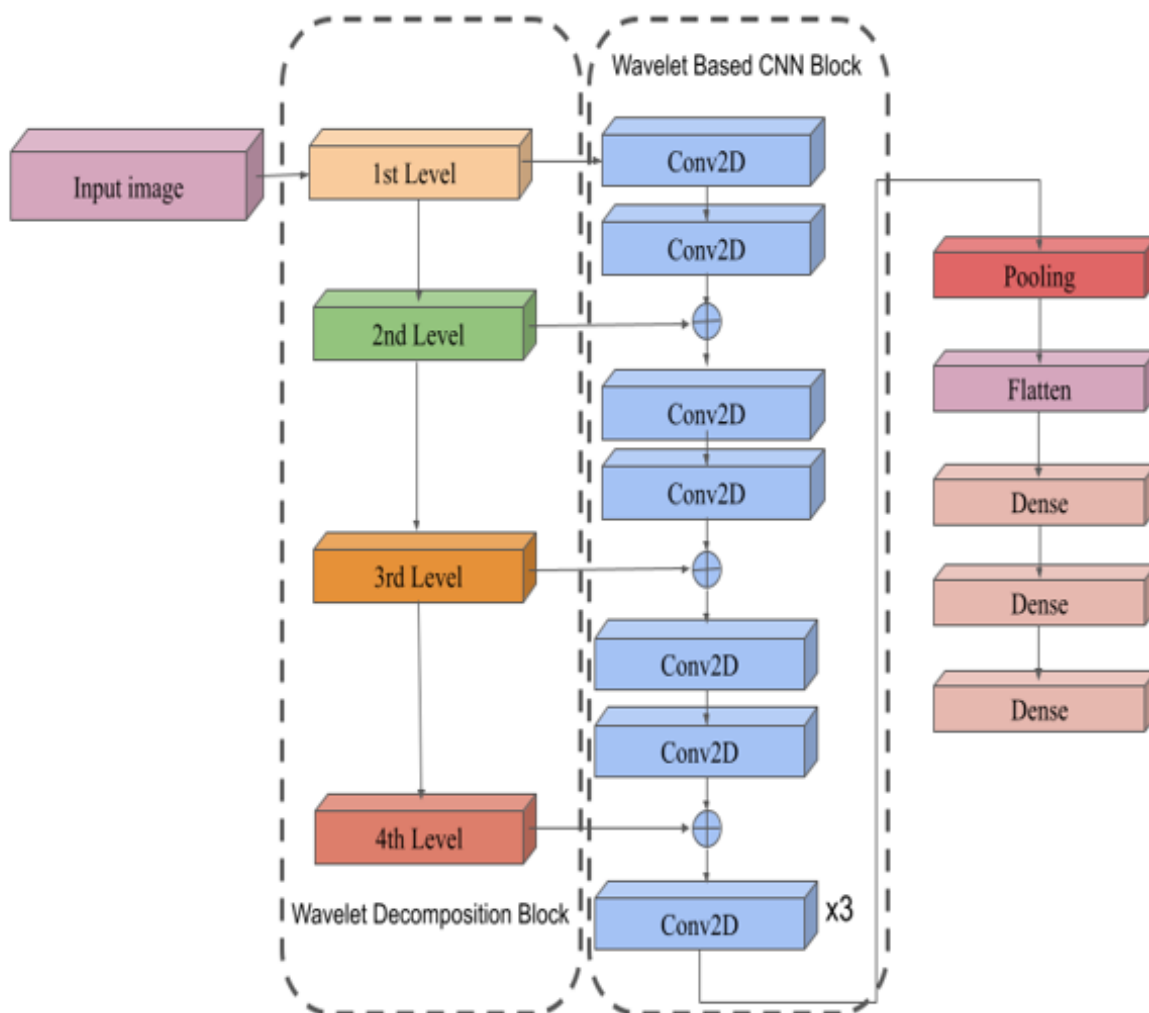 Wavelet Based CNN Block
Input image
1st Level
Conv2D
Conv2D
2nd Level
Conv2D
Conv2D
3rd Level
Conv2D
Conv2D
4th Level
Conv2D
x3
Wavelet Decomposition Block
Pooling
Flatten
Dense
Dense
Dense